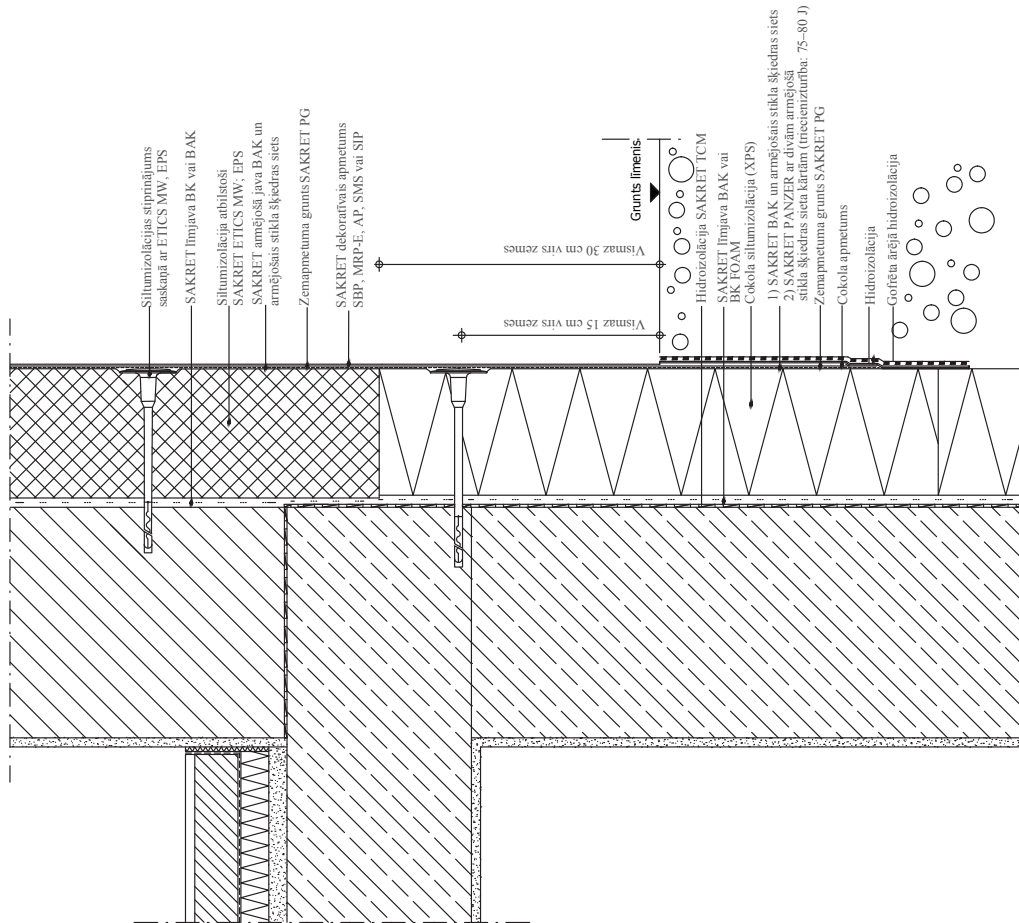 Siltumizolācijas stiprinājums
saskaņā ar ETICS MW, EPS
SAKRET līmjava BK vai BAK
Siltumizolācija atbilstoši
SAKRET ETICS MW; EPS
SAKRET armējošā java BAK un
armējošais stikla šķiedras siets
Zemapmetuma grunts SAKRET PG
SAKRET dekoratīvais apmetums
SBP, MRP-E, AP, SMS vai SIP
Vismaz 30 cm virs zemes
Vismaz 15 cm virs zemes
Grunts līmenis
Hidroizolācija SAKRET TCM
SAKRET līmjava BAK vai
BK FOAM
Cokola siltumizolācija (XPS)
1) SAKRET BAK un armējošais stikla šķiedras siets
2) SAKRET PANZER ar divām armējošā
stikla šķiedras sieta kārtām (triecienizturība: 75–80 J)
Zemapmetuma grunts SAKRET PG
Cokola apmetums
Hidroizolācija
Gofrēta ārējā hidroizolācija